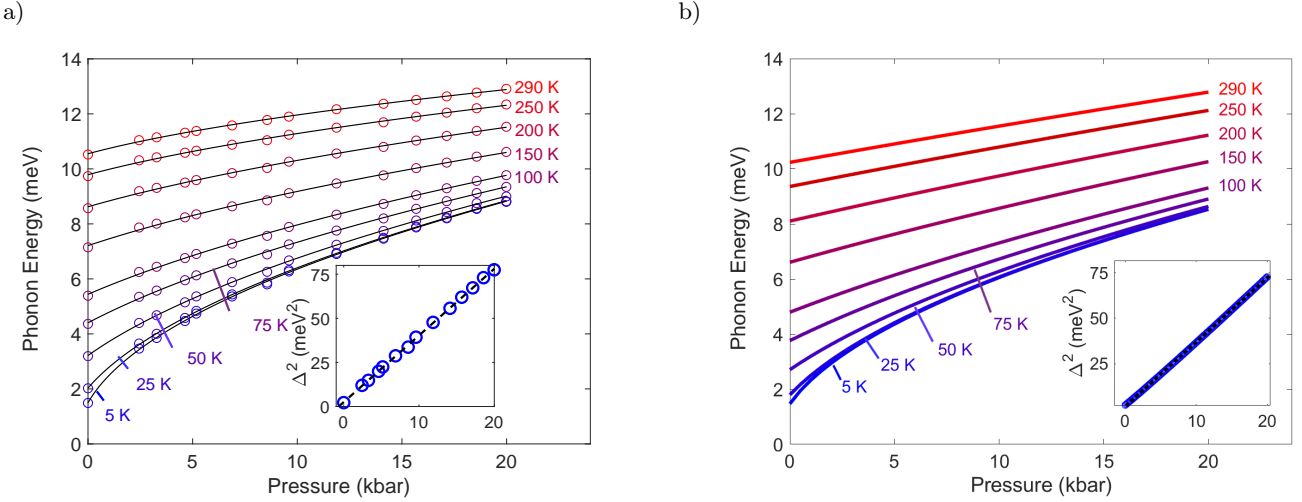 a)
14
12
10
8
6
4
2
0
Phonon Energy (meV)
0
5
10
15
20
Pressure (kbar)
290 K
250 K
200 K
150 K
100 K
75 K
50 K
25 K
5 K
75
50
25
0
Δ² (meV²)
0
10
20
b)
14
12
10
8
6
4
2
0
Phonon Energy (meV)
0
5
10
15
20
Pressure (kbar)
290 K
250 K
200 K
150 K
100 K
75 K
50 K
25 K
5 K
75
50
25
Δ² (meV²)
0
10
20